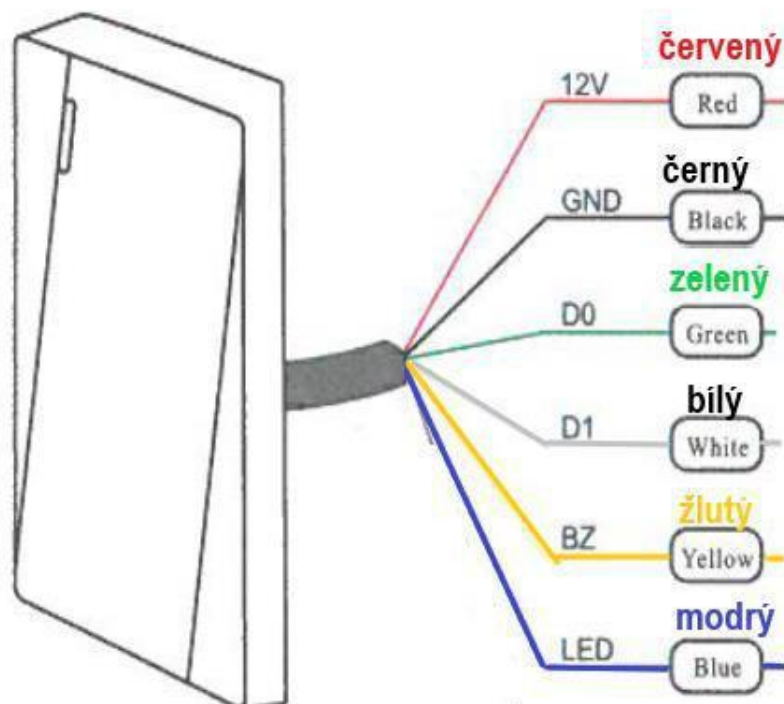 červený
12V
Red
černý
GND
Black
zelený
D0
Green
bílý
D1
White
žlutý
BZ
Yellow
modrý
LED
Blue